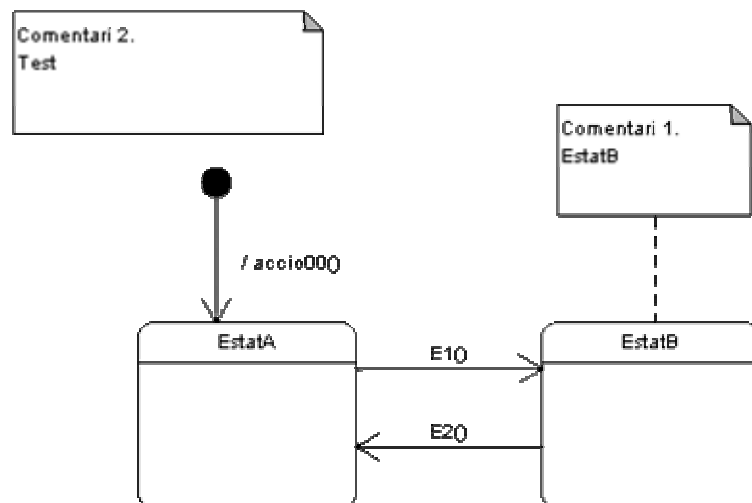 Comentari 2.
Test
Comentari 1.
EstatB
/ accio00()
EstatA
EstatB
E1()
E2()